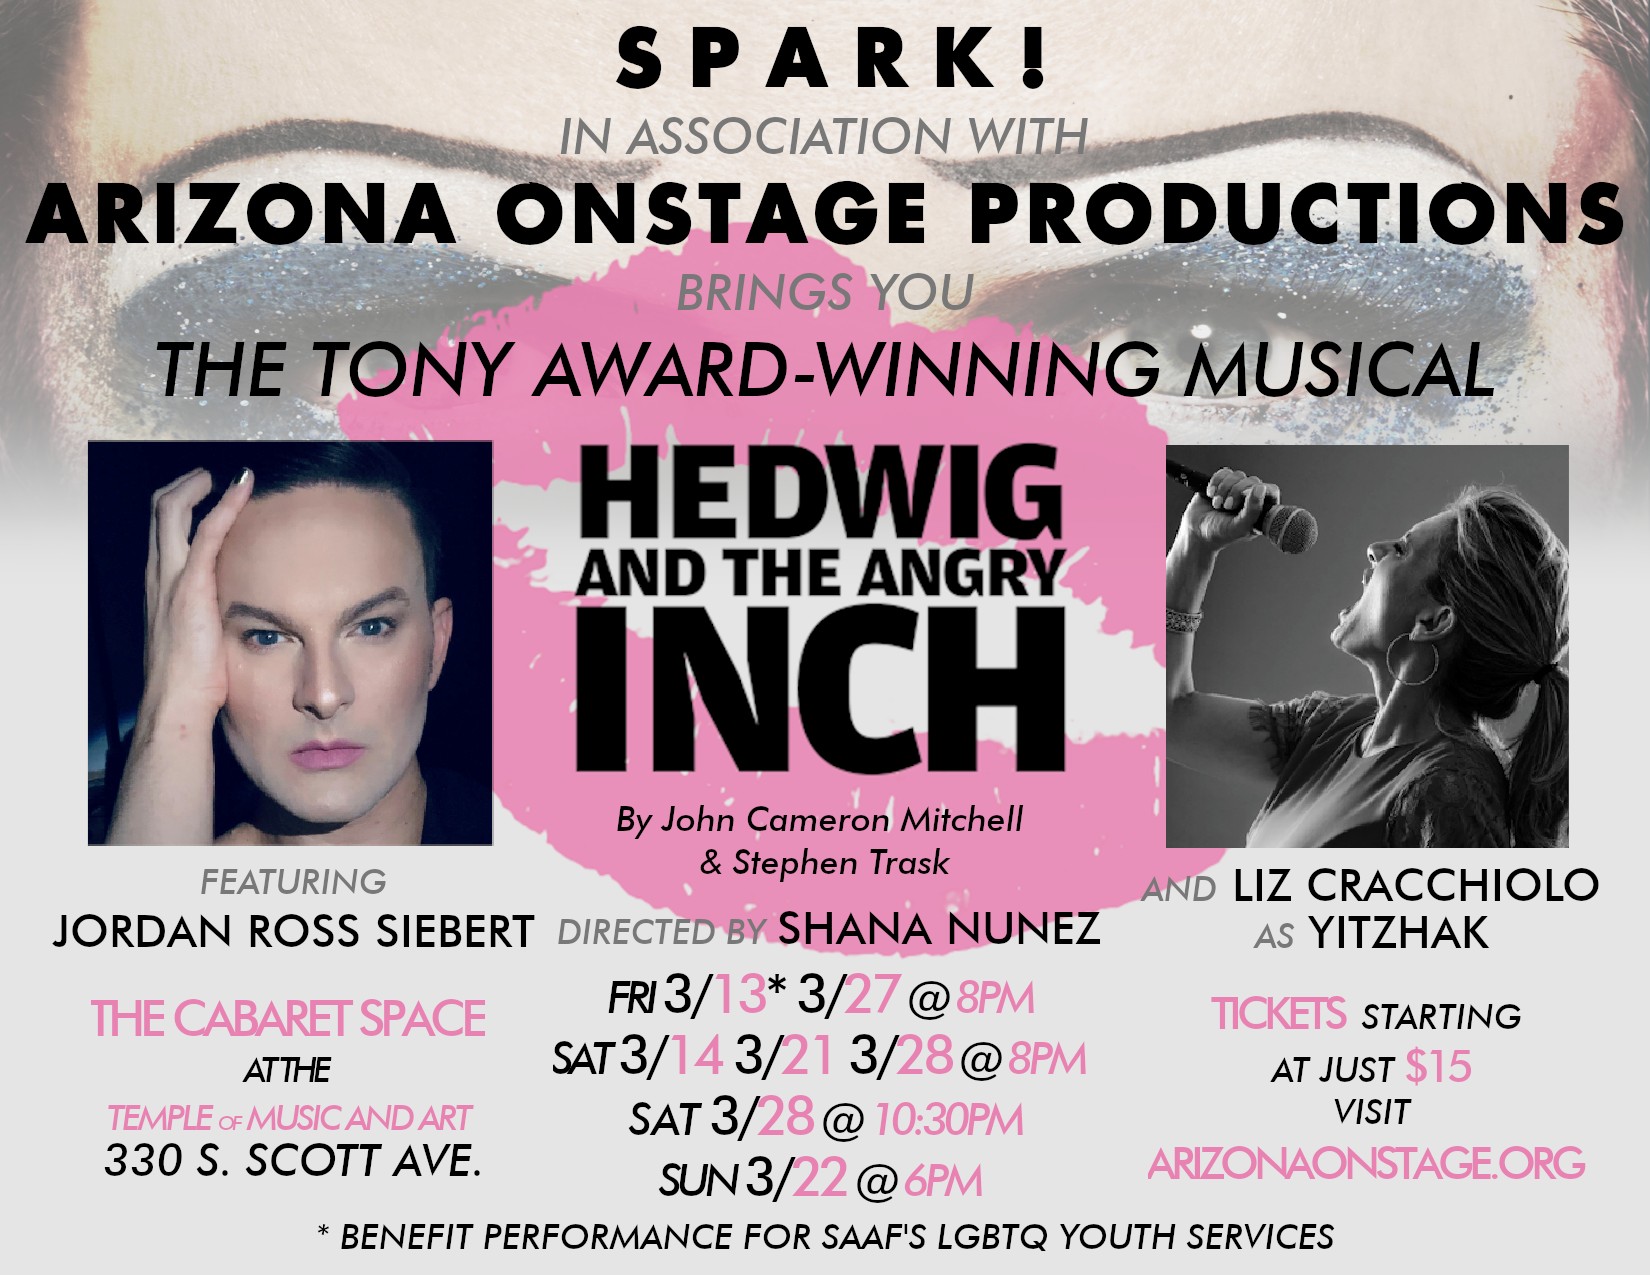 SPARK!
IN ASSOCIATION WITH
ARIZONA ONSTAGE PRODUCTIONS
BRINGS YOU
THE TONY AWARD-WINNING MUSICAL
HEDWIG
AND THE ANGRY
INCH
By John Cameron Mitchell
& Stephen Trask
FEATURING
JORDAN ROSS SIEBERT
DIRECTED BY SHANA NUNEZ
AND LIZ CRACCHIOLO
AS YITZHAK
THE CABARET SPACE
AT THE
TEMPLE OF MUSIC AND ART
330 S. SCOTT AVE.
FRI 3/13* 3/27 @ 8PM
SAT 3/14 3/21 3/28 @ 8PM
SAT 3/28 @ 10:30PM
SUN 3/22 @ 6PM
TICKETS STARTING
AT JUST $15
VISIT
ARIZONAONSTAGE.ORG
* BENEFIT PERFORMANCE FOR SAAF'S LGBTQ YOUTH SERVICES